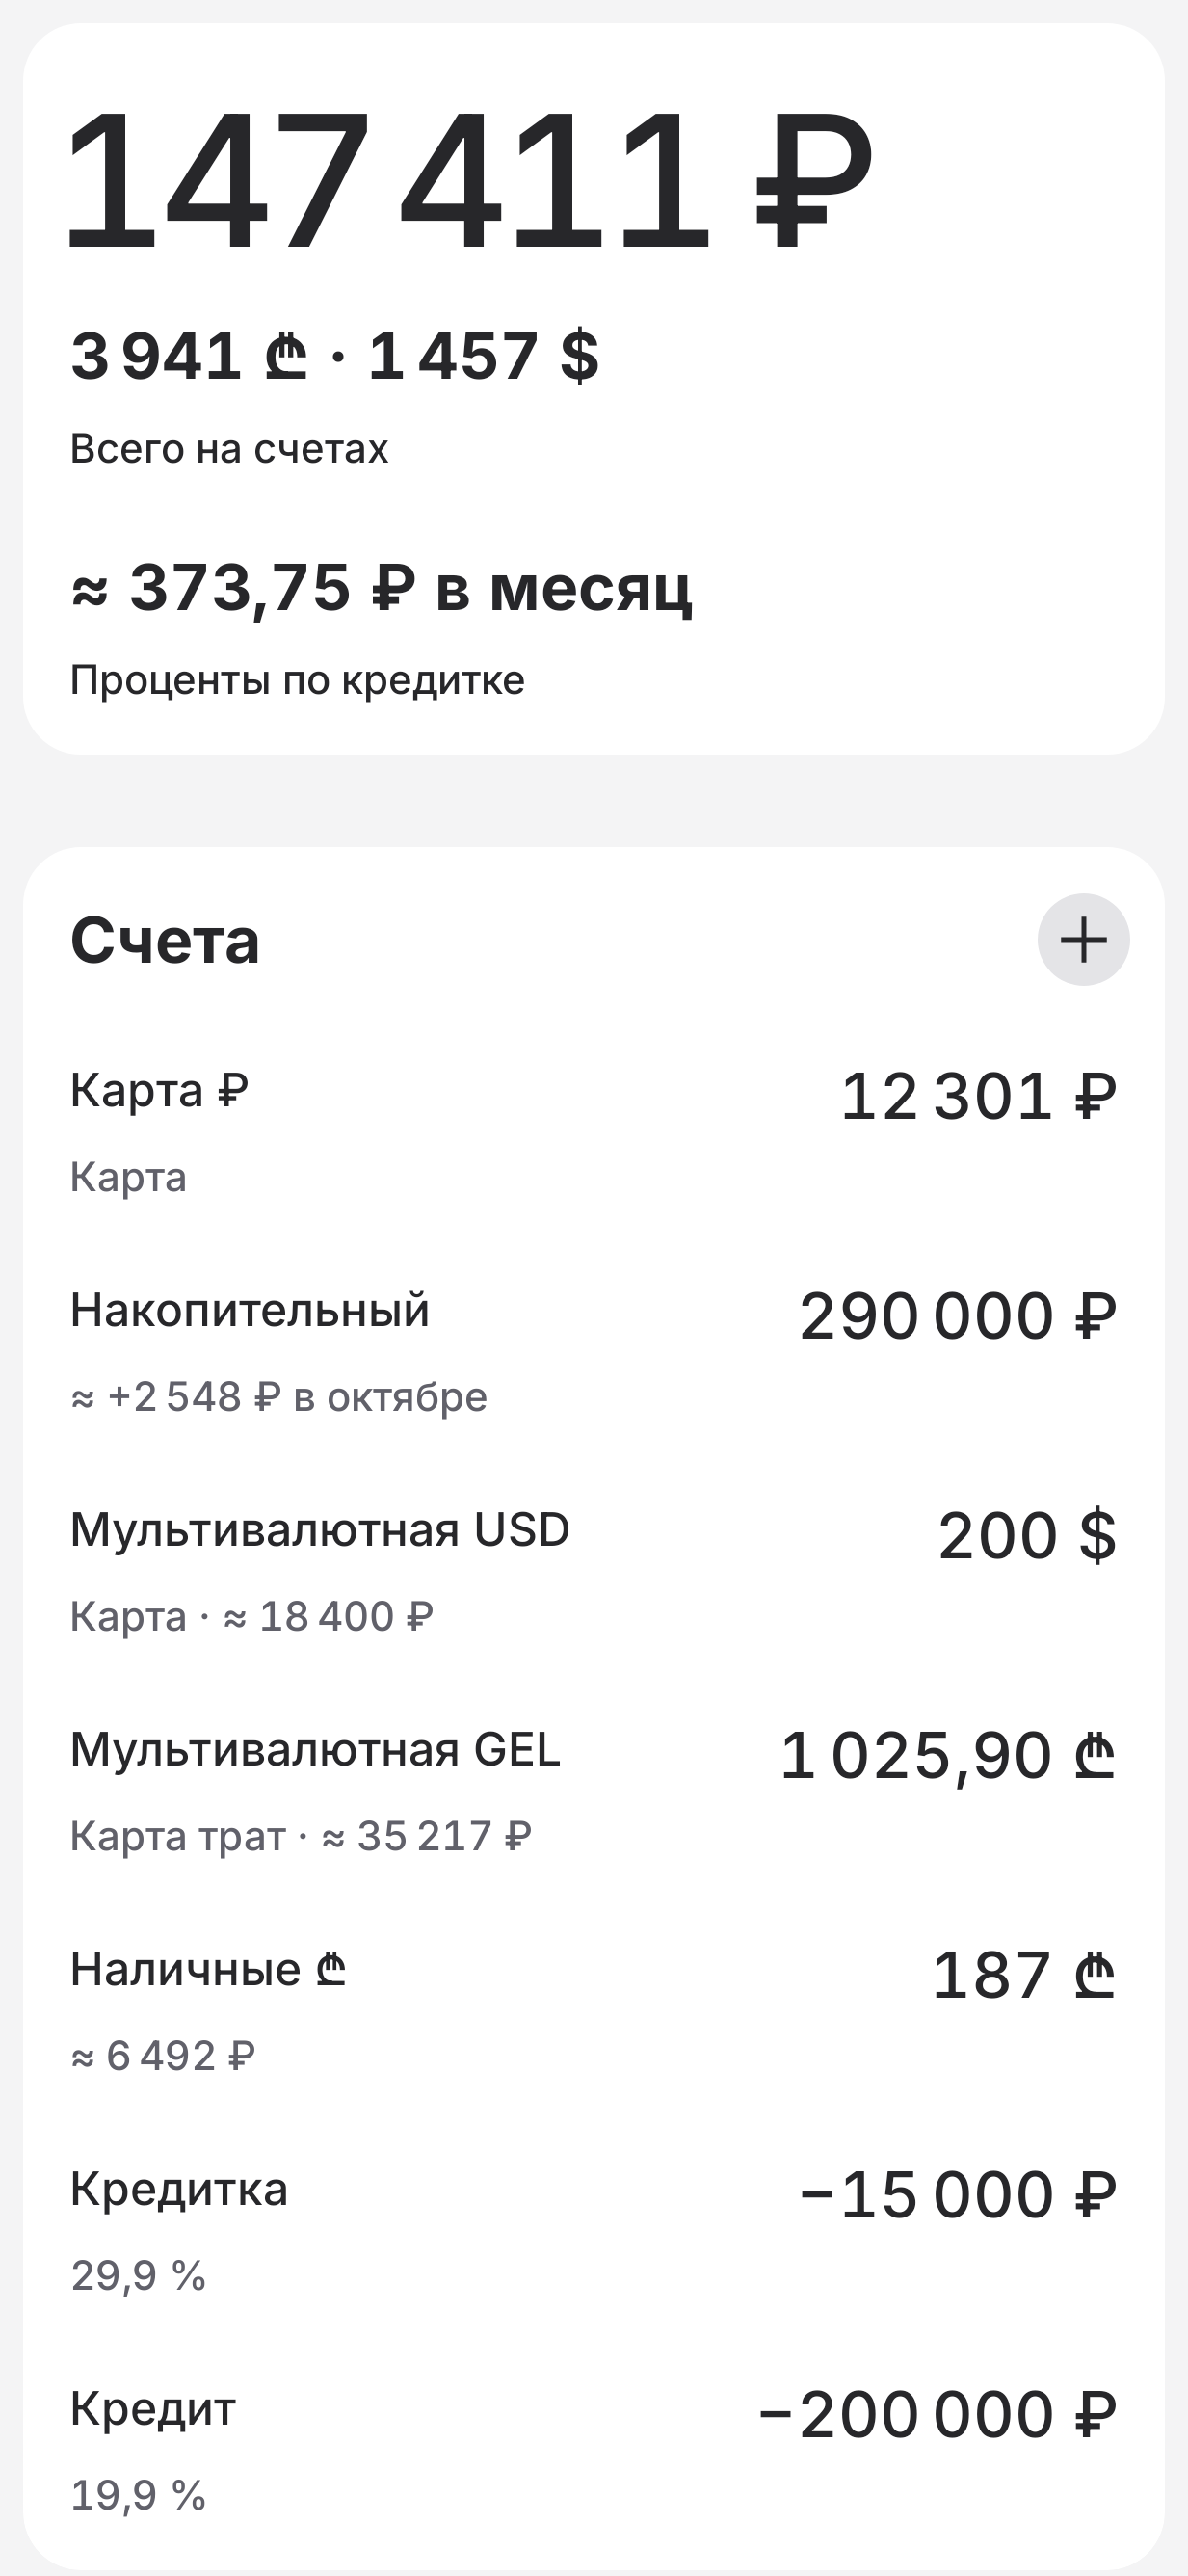 147 411 ₽
3 941 ₾ · 1 457 $
Всего на счетах
≈ 373,75 ₽ в месяц
Проценты по кредитке
Счета
Карта ₽ 12 301 ₽
Карта
Накопительный 290 000 ₽
≈ +2 548 ₽ в октябре
Мультивалютная USD 200 $
Карта · ≈ 18 400 ₽
Мультивалютная GEL 1 025,90 ₾
Карта трат · ≈ 35 217 ₽
Наличные ₾ 187 ₾
≈ 6 492 ₽
Кредитка −15 000 ₽
29,9 %
Кредит −200 000 ₽
19,9 %